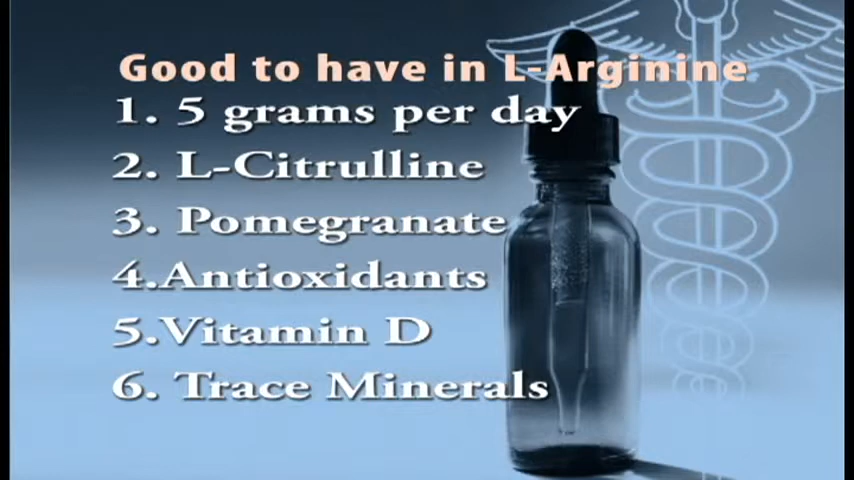 Good to have in L-Arginine
1. 5 grams per day
2. L-Citrulline
3. Pomegranate
4.Antioxidants
5.Vitamin D
6. Trace Minerals